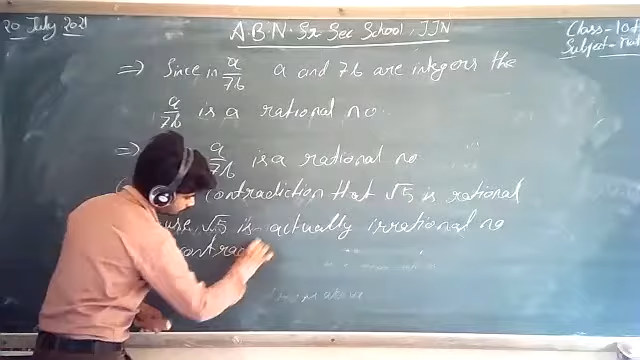 20 July 2021
A.B.N. Sr. Sec School, JJN
Class-10th
Subject-Mat
⇒ Since in a/7b a and 7b are integers the
a/7b is a rational no.
⇒ a/7b is a rational no
contradiction that √5 is rational
√5 is actually irrational no